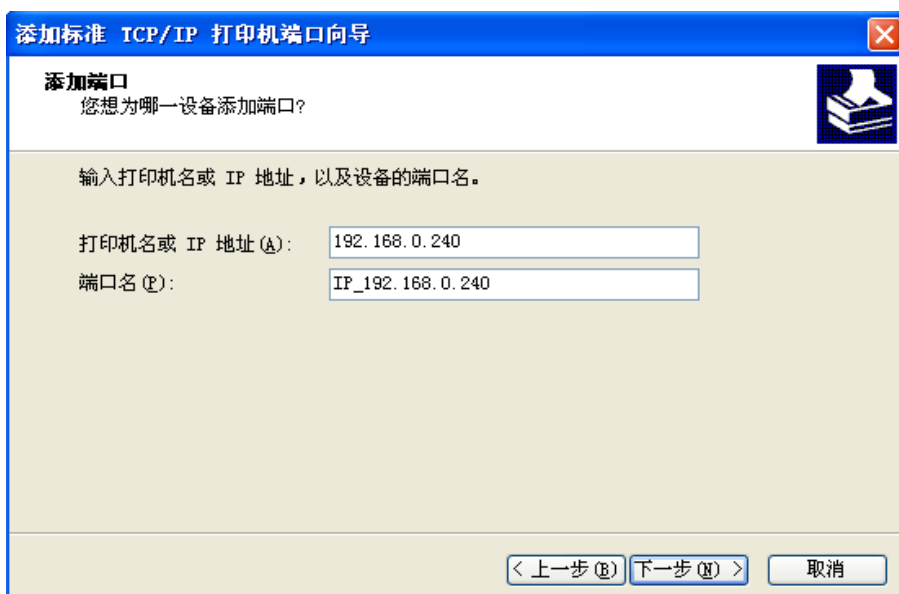 添加标准 TCP/IP 打印机端口向导
添加端口
您想为哪一设备添加端口?
输入打印机名或 IP 地址，以及设备的端口名。
打印机名或 IP 地址(A): 192.168.0.240
端口名(P): IP_192.168.0.240
< 上一步(B) 下一步(N) > 取消